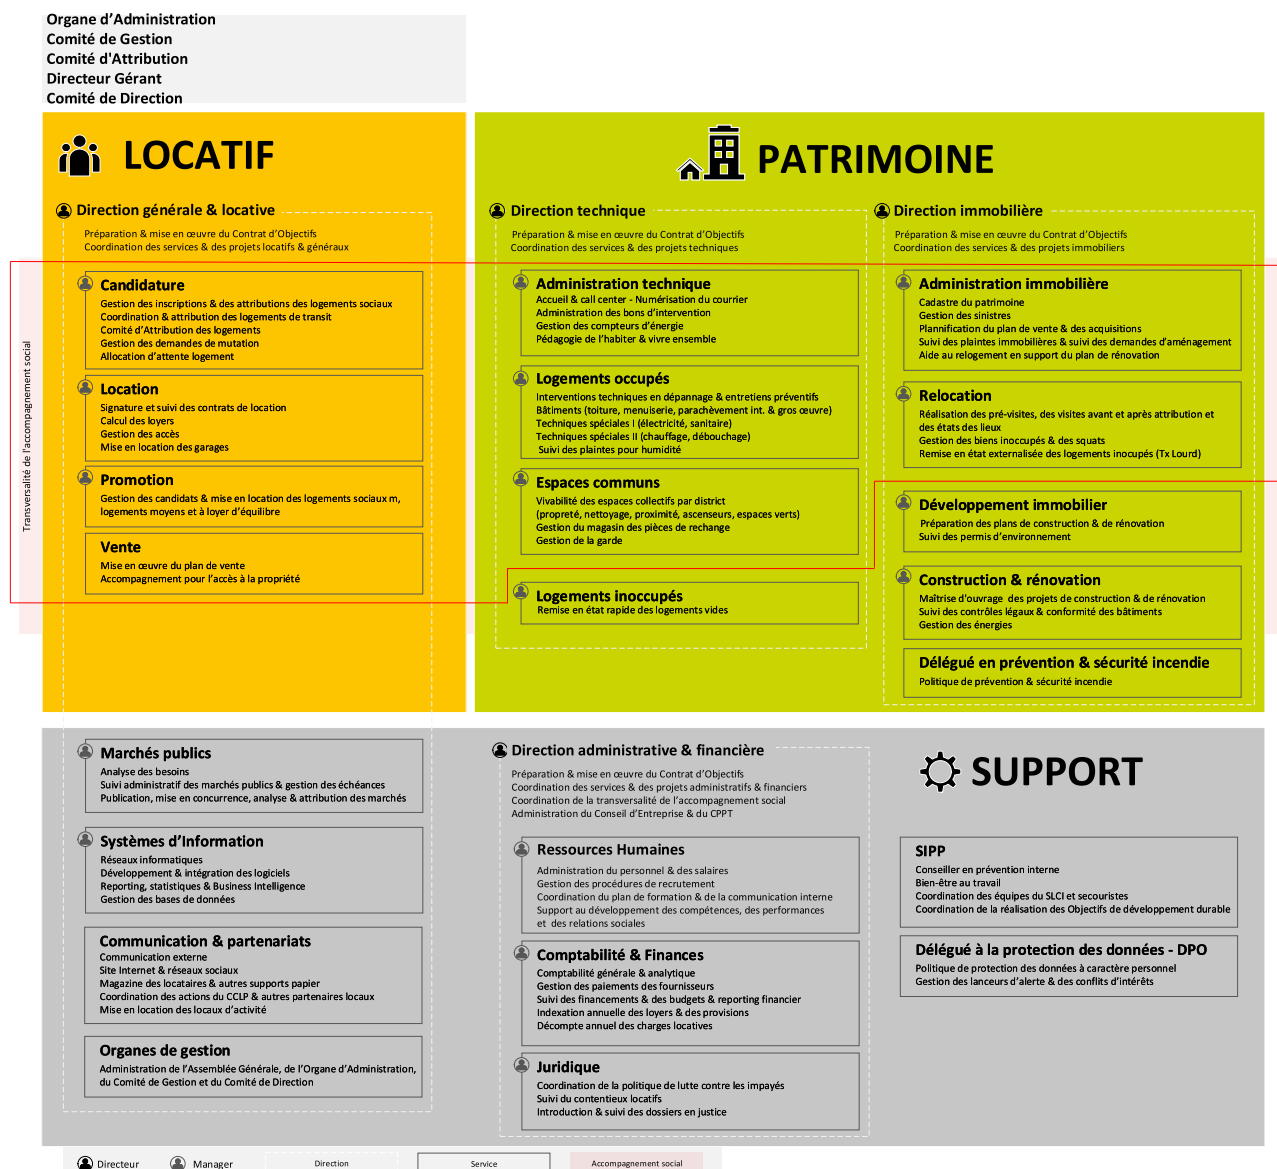 Organe d’Administration
Comité de Gestion
Comité d'Attribution
Directeur Gérant
Comité de Direction
LOCATIF
Direction générale & locative
Préparation & mise en œuvre du Contrat d’Objectifs
Coordination des services & des projets locatifs & généraux
Transversalité de l'accompagnement social
Candidature
Gestion des inscriptions & des attributions des logements sociaux
Coordination & attribution des logements de transit
Comité d’Attribution des logements
Gestion des demandes de mutation
Allocation d’attente logement
Location
Signature et suivi des contrats de location
Calcul des loyers
Gestion des accès
Mise en location des garages
Promotion
Gestion des candidats & mise en location des logements sociaux m,
logements moyens et à loyer d’équilibre
Vente
Mise en œuvre du plan de vente
Accompagnement pour l’accès à la propriété
PATRIMOINE
Direction technique
Préparation & mise en œuvre du Contrat d’Objectifs
Coordination des services & des projets techniques
Administration technique
Accueil & call center - Numérisation du courrier
Administration des bons d’intervention
Gestion des compteurs d’énergie
Pédagogie de l’habiter & vivre ensemble
Logements occupés
Interventions techniques en dépannage & entretiens préventifs
Bâtiments (toiture, menuiserie, parachèvement int. & gros œuvre)
Techniques spéciales I (électricité, sanitaire)
Techniques spéciales II (chauffage, débouchage)
Suivi des plaintes pour humidité
Espaces communs
Vivabilité des espaces collectifs par district
(propreté, nettoyage, proximité, ascenseurs, espaces verts)
Gestion du magasin des pièces de rechange
Gestion de la garde
Logements inoccupés
Remise en état rapide des logements vides
Direction immobilière
Préparation & mise en œuvre du Contrat d’Objectifs
Coordination des services & des projets immobiliers
Administration immobilière
Cadastre du patrimoine
Gestion des sinistres
Plannification du plan de vente & des acquisitions
Suivi des plaintes immobilières & suivi des demandes d’aménagement
Aide au relogement en support du plan de rénovation
Relocation
Réalisation des pré-visites, des visites avant et après attribution et
des états des lieux
Gestion des biens inoccupés & des squats
Remise en état externalisée des logements inocupés (Tx Lourd)
Développement immobilier
Préparation des plans de construction & de rénovation
Suivi des permis d’environnement
Construction & rénovation
Maîtrise d'ouvrage des projets de construction & de rénovation
Suivi des contrôles légaux & conformité des bâtiments
Gestion des énergies
Délégué en prévention & sécurité incendie
Politique de prévention & sécurité incendie
Marchés publics
Analyse des besoins
Suivi administratif des marchés publics & gestion des échéances
Publication, mise en concurrence, analyse & attribution des marchés
Systèmes d’Information
Réseaux informatiques
Développement & intégration des logiciels
Reporting, statistiques & Business Intelligence
Gestion des bases de données
Communication & partenariats
Communication externe
Site Internet & réseaux sociaux
Magazine des locataires & autres supports papier
Coordination des actions du CCLP & autres partenaires locaux
Mise en location des locaux d’activité
Organes de gestion
Administration de l’Assemblée Générale, de l’Organe d’Administration,
du Comité de Gestion et du Comité de Direction
Direction administrative & financière
Préparation & mise en œuvre du Contrat d’Objectifs
Coordination des services & des projets administratifs & financiers
Coordination de la transversalité de l’accompagnement social
Administration du Conseil d’Entreprise & du CPPT
Ressources Humaines
Administration du personnel & des salaires
Gestion des procédures de recrutement
Coordination du plan de formation & de la communication interne
Support au développement des compétences, des performances
et des relations sociales
Comptabilité & Finances
Comptabilité générale & analytique
Gestion des paiements des fournisseurs
Suivi des financements & des budgets & reporting financier
Indexation annuelle des loyers & des provisions
Décompte annuel des charges locatives
Juridique
Coordination de la politique de lutte contre les impayés
Suivi du contentieux locatifs
Introduction & suivi des dossiers en justice
SUPPORT
SIPP
Conseiller en prévention interne
Bien-être au travail
Coordination des équipes du SLCI et secouristes
Coordination de la réalisation des Objectifs de développement durable
Délégué à la protection des données - DPO
Politique de protection des données à caractère personnel
Gestion des lanceurs d’alerte & des conflits d’intérêts
Directeur
Manager
Direction
Service
Accompagnement social